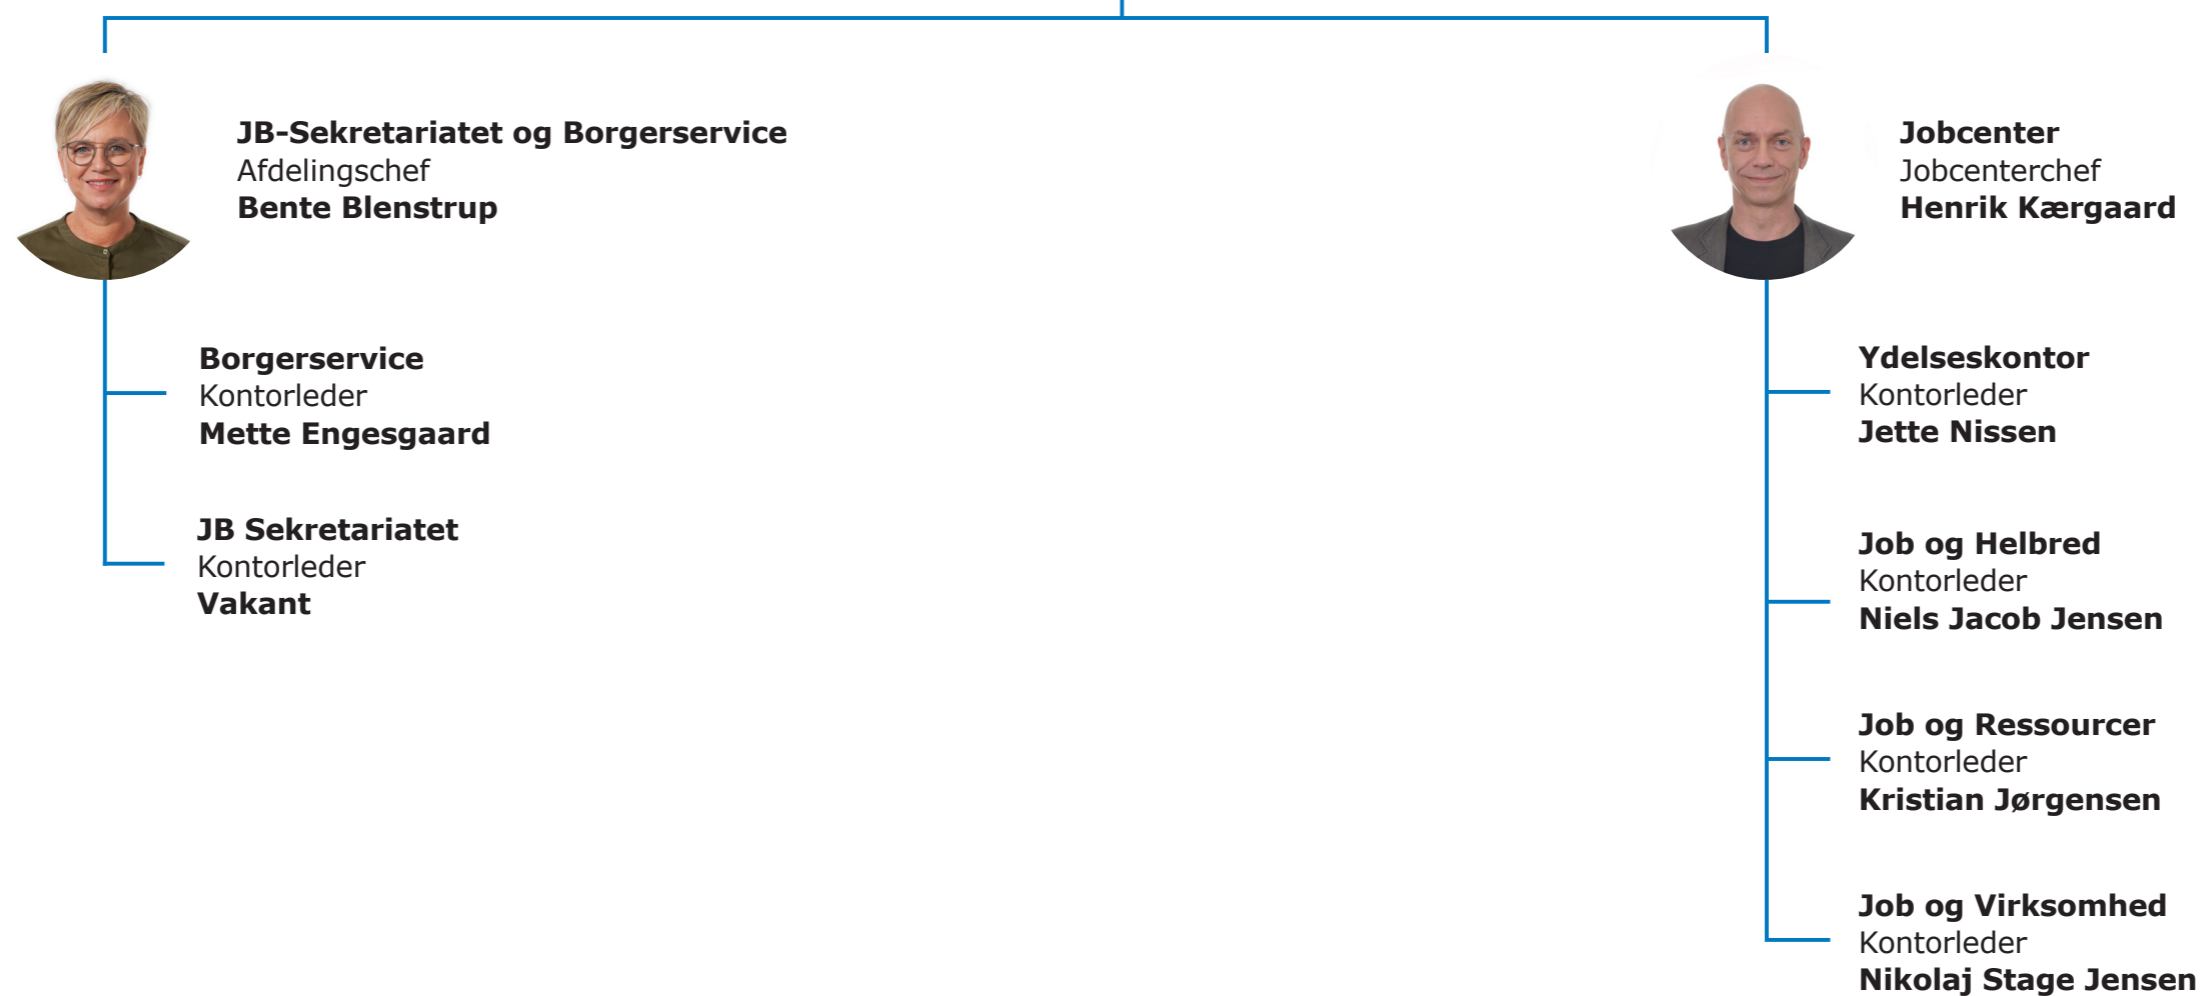 JB-Sekretariatet og Borgerservice
Afdelingschef
Bente Blenstrup
Borgerservice
Kontorleder
Mette Engesgaard
JB Sekretariatet
Kontorleder
Vakant
Jobcenter
Jobcenterchef
Henrik Kærgaard
Ydelseskontor
Kontorleder
Jette Nissen
Job og Helbred
Kontorleder
Niels Jacob Jensen
Job og Ressourcer
Kontorleder
Kristian Jørgensen
Job og Virksomhed
Kontorleder
Nikolaj Stage Jensen